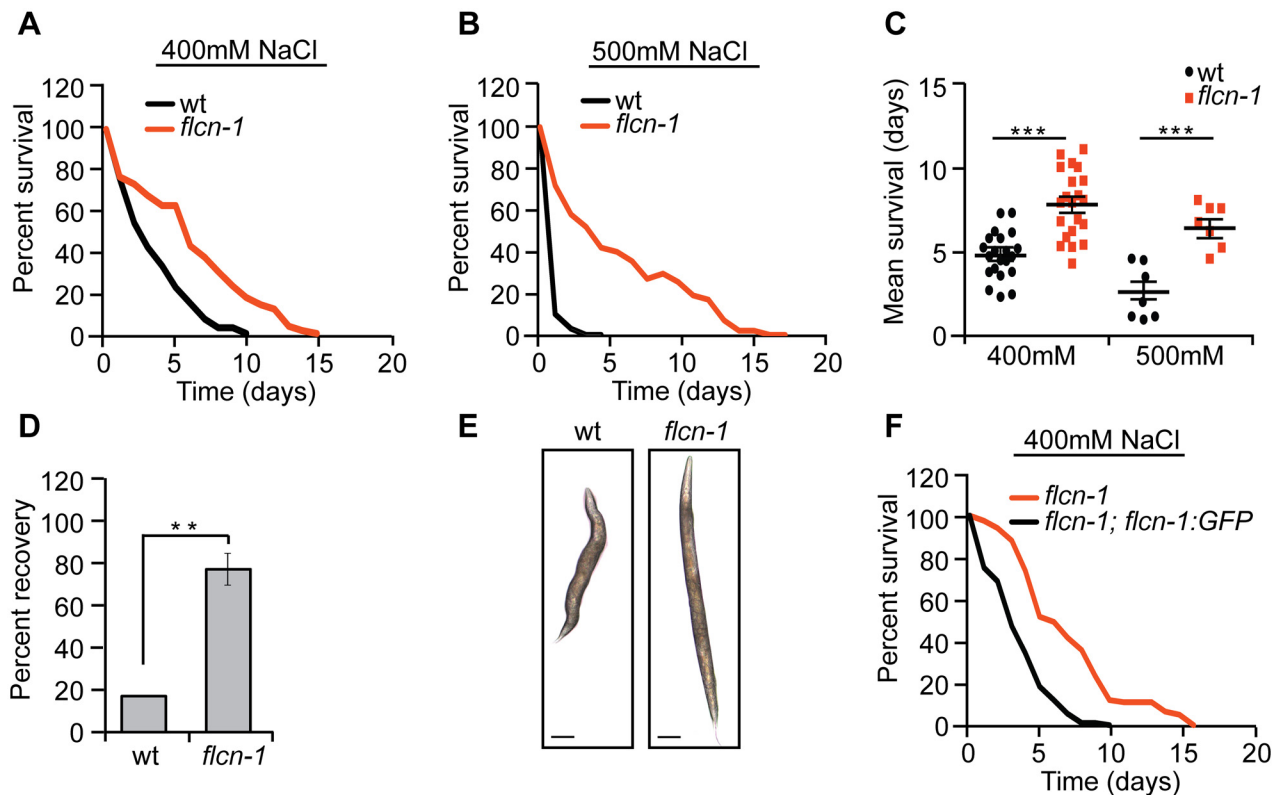 A
400mM NaCl
Percent survival
120
100
80
60
40
20
0
wt
flcn-1
0 5 10 15 20
Time (days)
B
500mM NaCl
Percent survival
120
100
80
60
40
20
0
wt
flcn-1
0 5 10 15 20
Time (days)
C
Mean survival (days)
15
10
5
0
wt
flcn-1
*** ***
400mM 500mM
D
Percent recovery
120
100
80
60
40
20
0
**
wt flcn-1
E
wt flcn-1
F
400mM NaCl
Percent survival
120
100
80
60
40
20
0
flcn-1
flcn-1; flcn-1:GFP
0 5 10 15 20
Time (days)